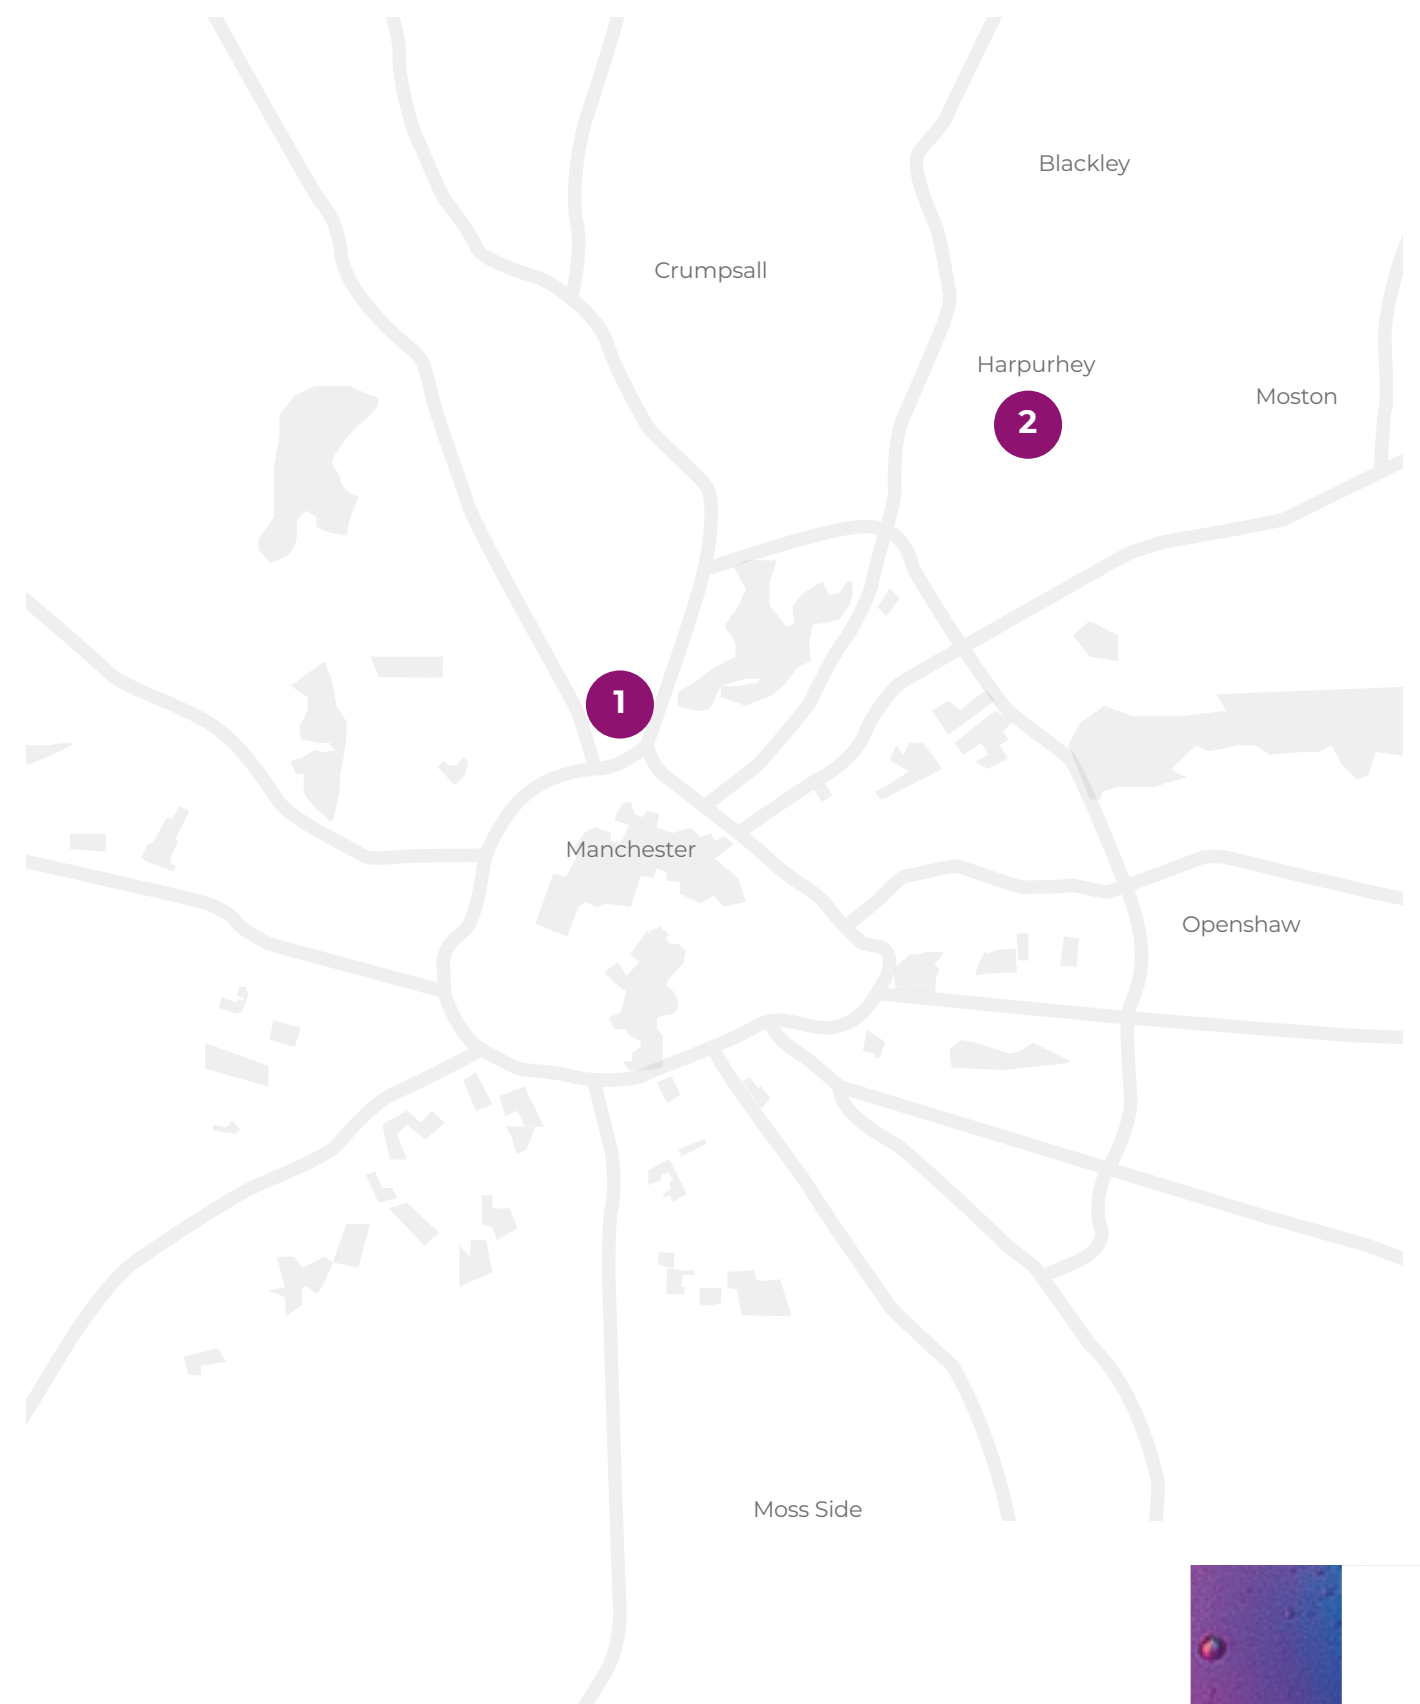 Blackley
Crumpsall
Harpurhey
Moston
2
1
Manchester
Openshaw
Moss Side